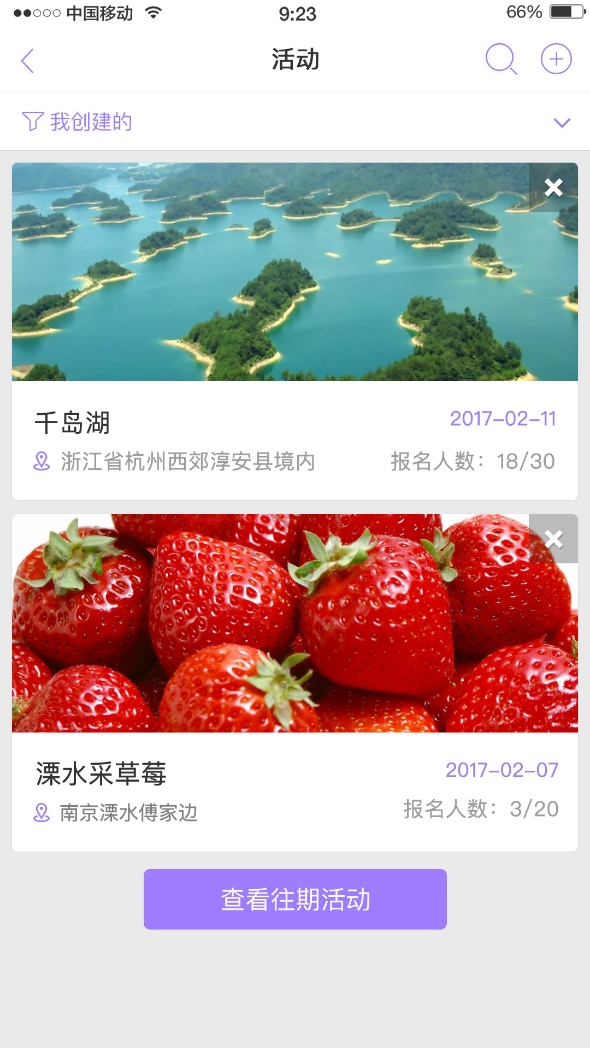 中国移动 9:23 66%
活动
我创建的
千岛湖 2017-02-11
浙江省杭州西郊淳安县境内 报名人数：18/30
溧水采草莓 2017-02-07
南京溧水傅家边 报名人数：3/20
查看往期活动